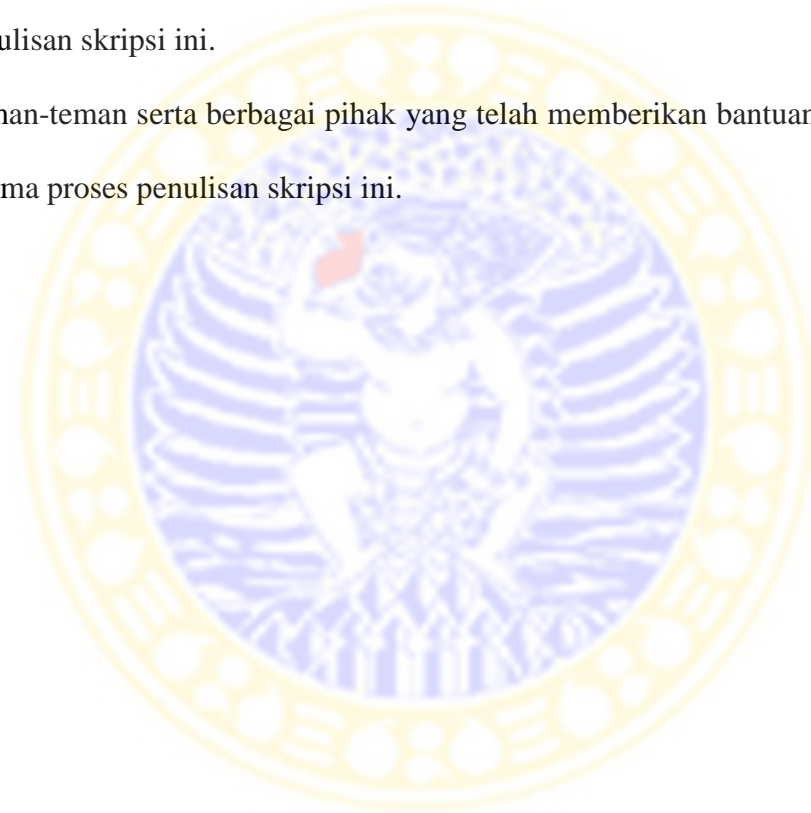 ulisan skripsi ini.
nan-teman serta berbagai pihak yang telah memberikan bantuan
ma proses penulisan skripsi ini.